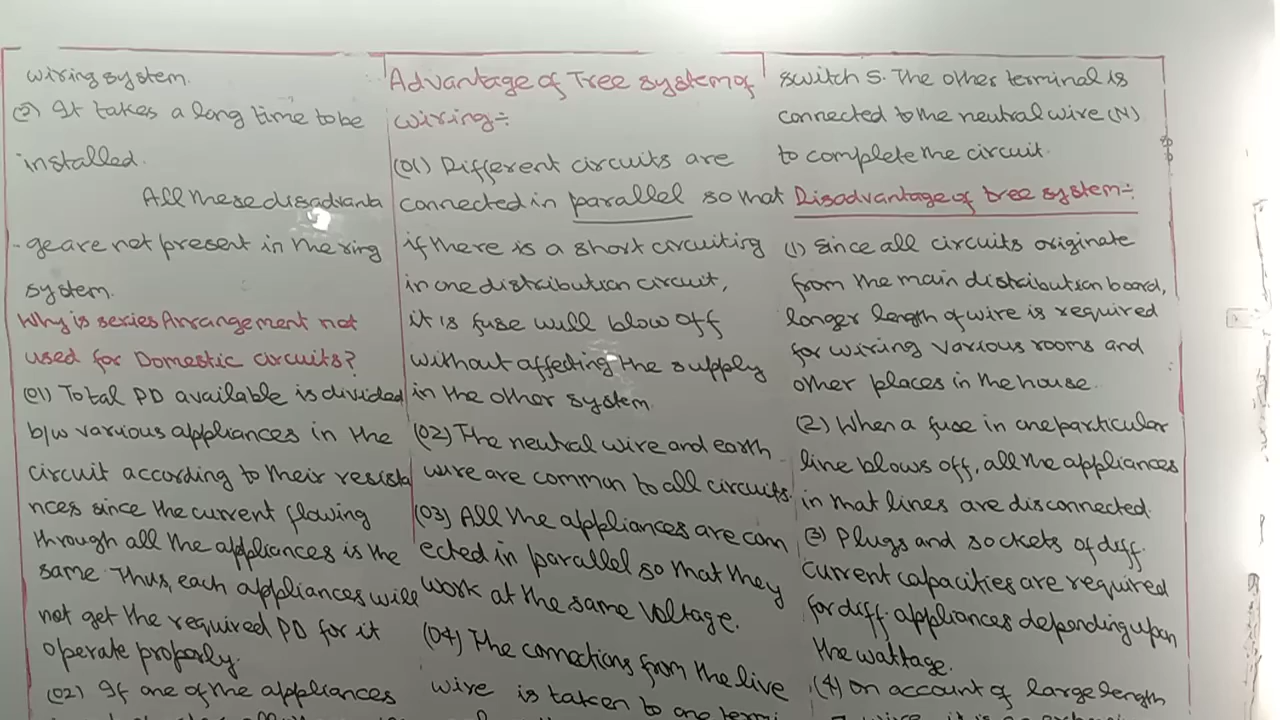 wiring system.
(5) It takes a long time to be
installed.
All these disadvanta
-ge are not present in the ring
system.
Why is series Arrangement not
used for Domestic circuits?
(01) Total PD available is divided
b/w various appliances in the
circuit according to their resista
nces since the current flowing
through all the appliances is the
same. Thus, each appliances will
not get the required PD for it
operate properly.
(02) If one of the appliances
Advantage of Tree system of
wiring:-
(01) Different circuits are
connected in parallel so that
if there is a short circuiting
in one distribution circuit,
it is fuse will blow off
without affecting the supply
in the other system.
(02) The neutral wire and earth
wire are common to all circuits.
(03) All the appliances are conn
ected in parallel so that they
work at the same voltage.
(04) The connections from the live
wire is taken to one termi
switch S. The other terminal is
connected to the neutral wire (N)
to complete the circuit.
Disadvantage of tree system:-
(1) Since all circuits originate
from the main distribution board,
longer length of wire is required
for wiring various rooms and
other places in the house.
(2) When a fuse in one particular
line blows off, all the appliances
in that lines are disconnected.
(3) Plugs and sockets of diff.
current capacities are required
for diff. appliances depending upon
the wattage.
(4) On account of large length